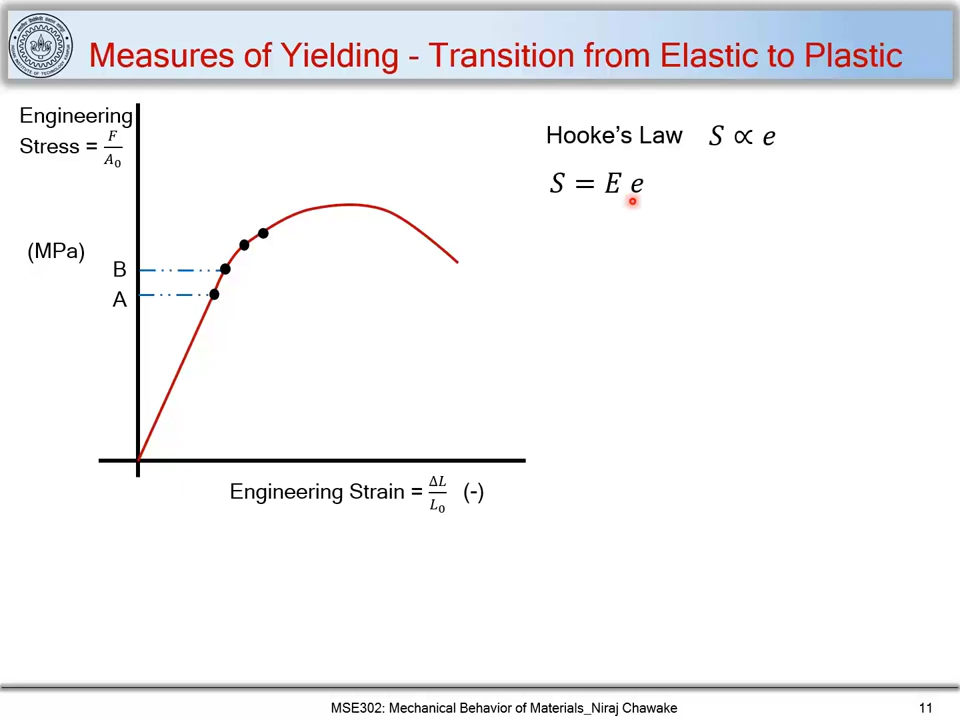 Measures of Yielding - Transition from Elastic to Plastic
Engineering
Stress = F/A₀
(MPa)
B
A
Engineering Strain = ΔL/L₀ (-)
Hooke's Law S ∝ e
S = E e
MSE302: Mechanical Behavior of Materials_Niraj Chawake
11